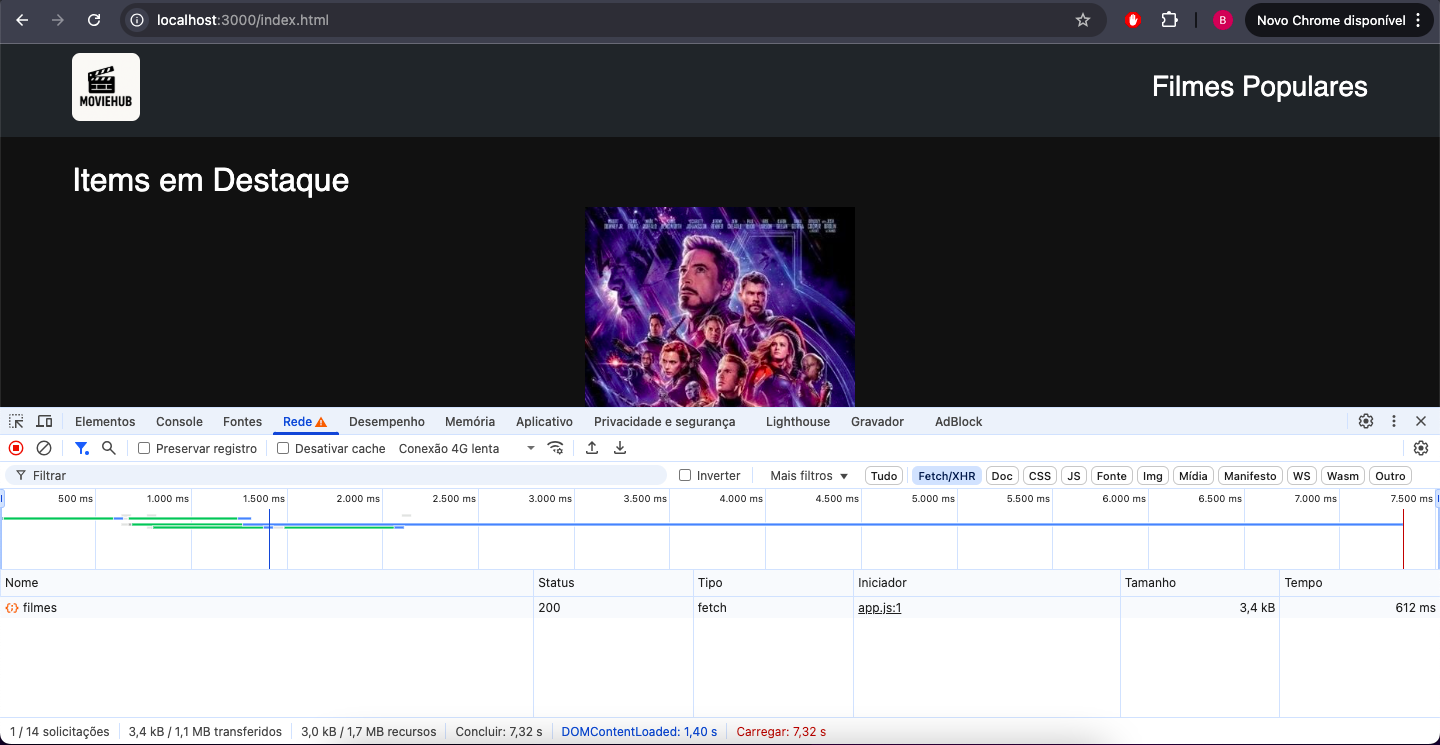 localhost:3000/index.html
B
Novo Chrome disponível
MOVIEHUB
Filmes Populares
Items em Destaque
Elementos Console Fontes Rede Desempenho Memória Aplicativo Privacidade e segurança Lighthouse Gravador AdBlock
Preservar registro Desativar cache Conexão 4G lenta
Filtrar Inverter Mais filtros Tudo Fetch/XHR Doc CSS JS Fonte Img Mídia Manifesto WS Wasm Outro
500 ms 1.000 ms 1.500 ms 2.000 ms 2.500 ms 3.000 ms 3.500 ms 4.000 ms 4.500 ms 5.000 ms 5.500 ms 6.000 ms 6.500 ms 7.000 ms 7.500 ms
Nome Status Tipo Iniciador Tamanho Tempo
filmes 200 fetch app.js:1 3,4 kB 612 ms
1 / 14 solicitações 3,4 kB / 1,1 MB transferidos 3,0 kB / 1,7 MB recursos Concluir: 7,32 s DOMContentLoaded: 1,40 s Carregar: 7,32 s